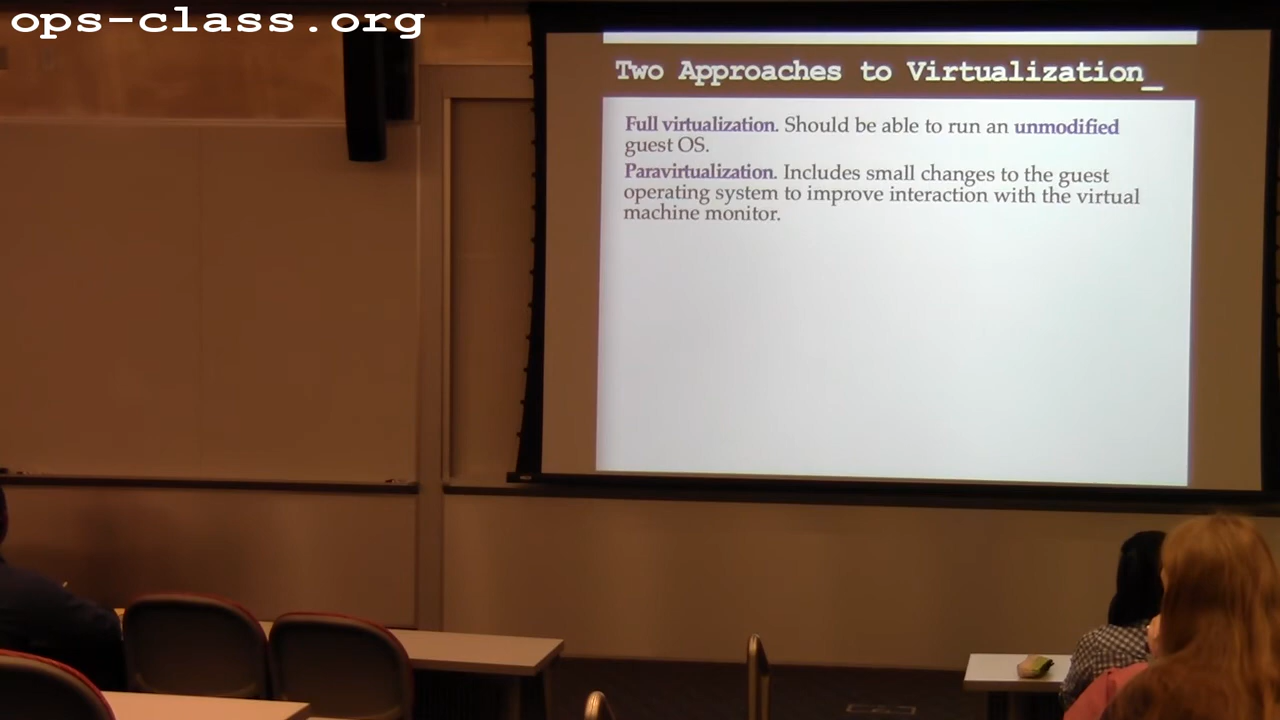 ops-class.org
Two Approaches to Virtualization_
Full virtualization. Should be able to run an unmodified
guest OS.
Paravirtualization. Includes small changes to the guest
operating system to improve interaction with the virtual
machine monitor.